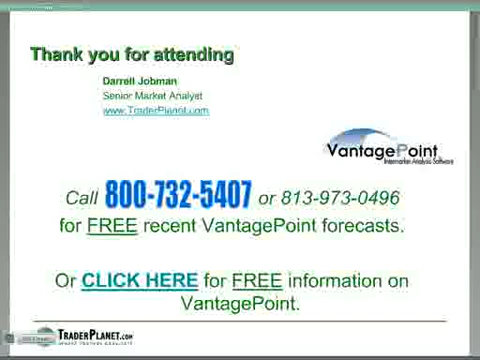 Thank you for attending
Darrell Jobman
Senior Market Analyst
www.TraderPlanet.com
VantagePoint
Intermarket Analysis Software
Call 800-732-5407 or 813-973-0496
for FREE recent VantagePoint forecasts.
Or CLICK HERE for FREE information on
VantagePoint.
TRADERPLANET.COM